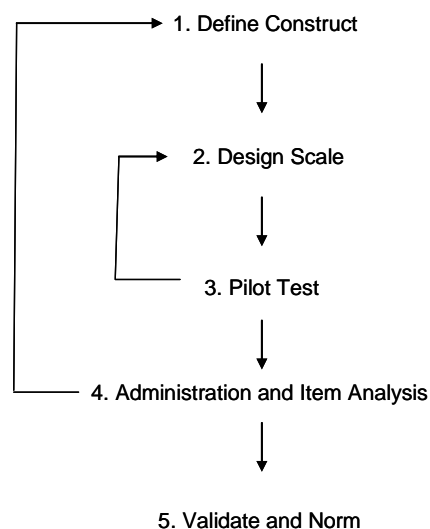 1. Define Construct
2. Design Scale
3. Pilot Test
4. Administration and Item Analysis
5. Validate and Norm